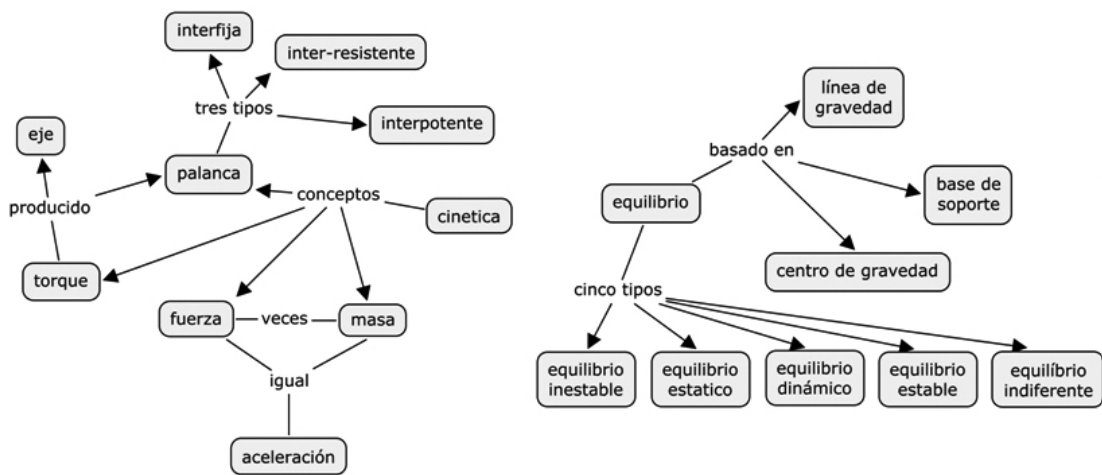 interfija
inter-resistente
tres tipos
interpotente
eje
palanca
producido
conceptos
cinetica
torque
fuerza
veces
masa
igual
aceleración
línea de
gravedad
basado en
base de
soporte
equilibrio
centro de gravedad
cinco tipos
equilibrio
inestable
equilibrio
estatico
equilibrio
dinámico
equilibrio
estable
equilíbrio
indiferente